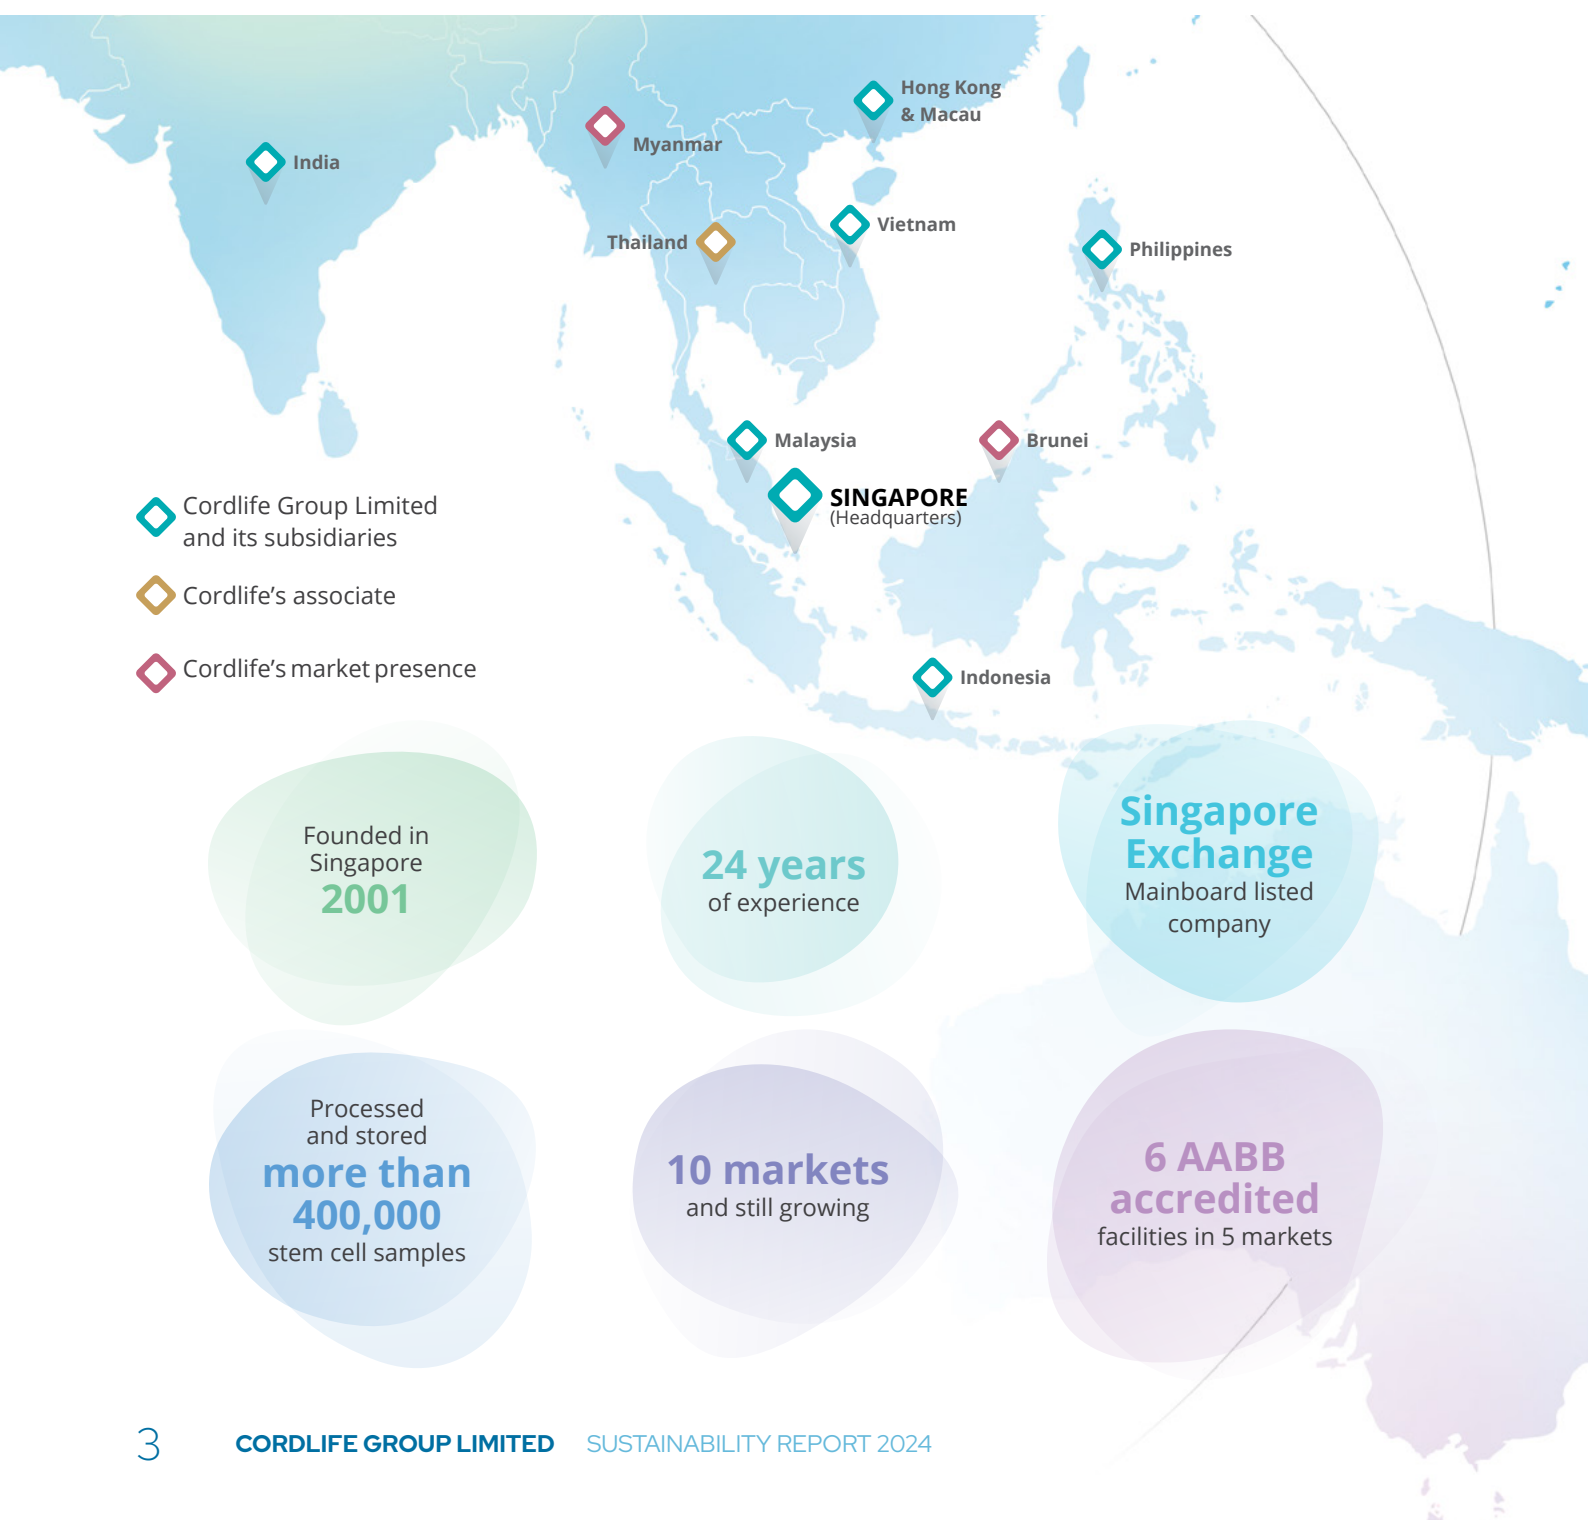 Hong Kong
& Macau
Myanmar
India
Vietnam
Thailand
Philippines
Malaysia
Brunei
SINGAPORE
(Headquarters)
Cordlife Group Limited
and its subsidiaries
Cordlife's associate
Cordlife's market presence
Indonesia
Founded in
Singapore
2001
24 years
of experience
Singapore
Exchange
Mainboard listed
company
Processed
and stored
more than
400,000
stem cell samples
10 markets
and still growing
6 AABB
accredited
facilities in 5 markets
3 CORDLIFE GROUP LIMITED SUSTAINABILITY REPORT 2024